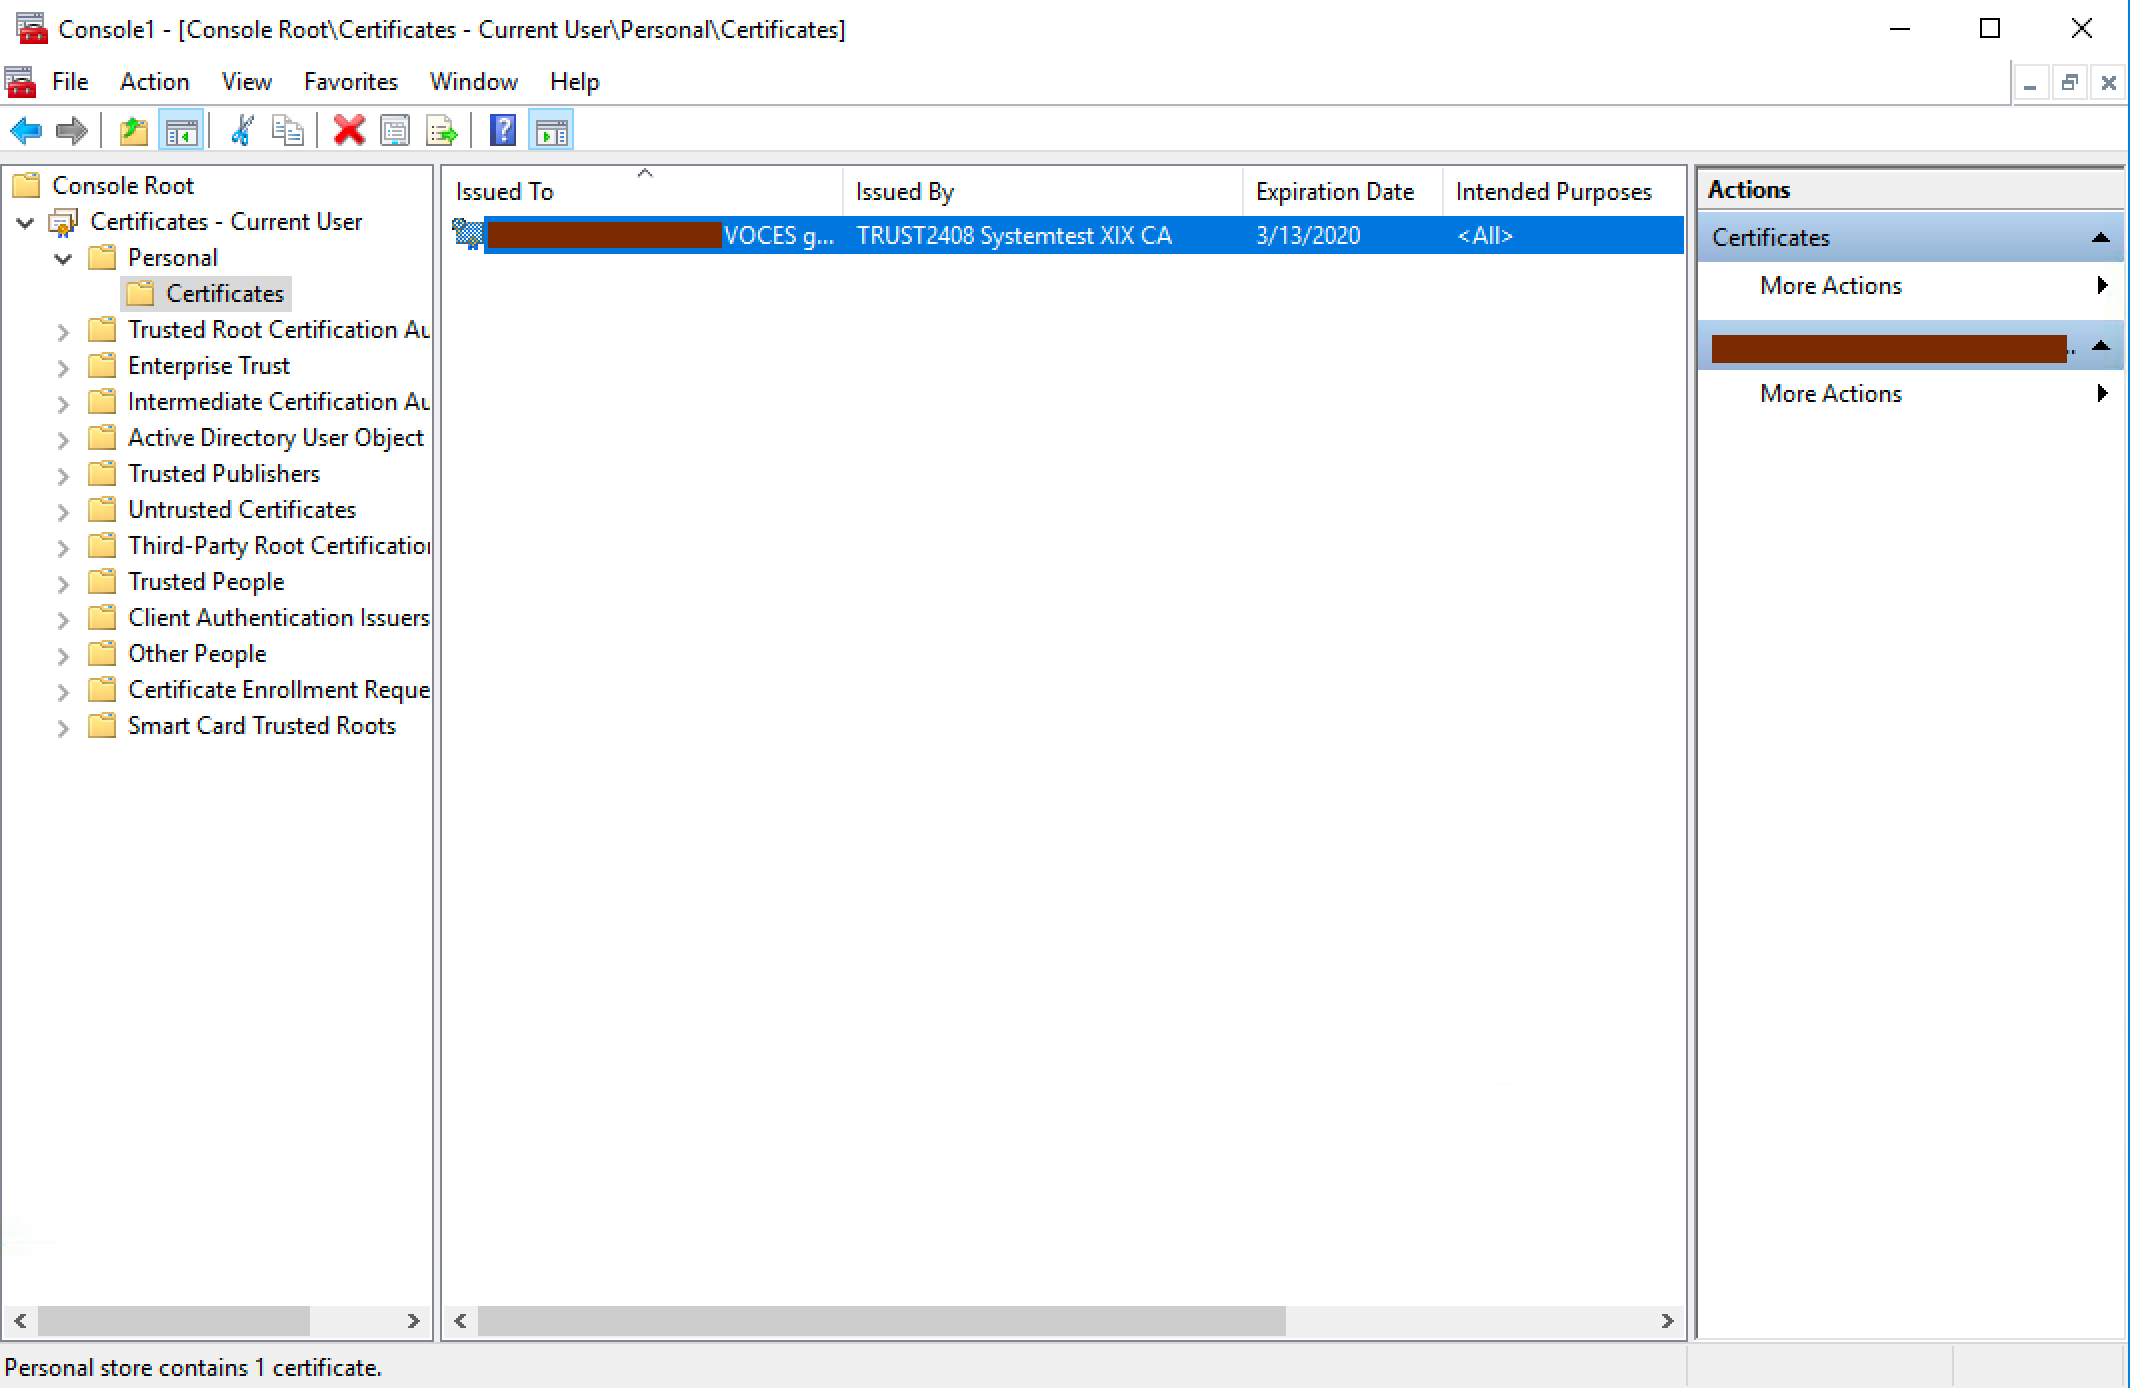 Console1 - [Console Root\Certificates - Current User\Personal\Certificates]
File Action View Favorites Window Help
Console Root
Certificates - Current User
Personal
Certificates
Trusted Root Certification Au
Enterprise Trust
Intermediate Certification Au
Active Directory User Object
Trusted Publishers
Untrusted Certificates
Third-Party Root Certification
Trusted People
Client Authentication Issuers
Other People
Certificate Enrollment Reque
Smart Card Trusted Roots
Issued To Issued By Expiration Date Intended Purposes
VOCES g... TRUST2408 Systemtest XIX CA 3/13/2020 <All>
Actions
Certificates
More Actions
More Actions
Personal store contains 1 certificate.